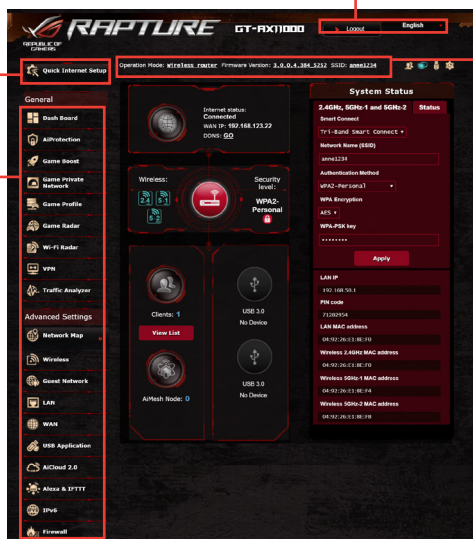 RAPTURE GT-AX11000
REPUBLIC OF
GAMERS
Logout English
Quick Internet Setup
Operation Mode: Wireless router Firmware Version: 3.0.0.4.384_5252 SSID: anne1234
General
Dash Board
AiProtection
Game Boost
Game Private
Network
Game Profile
Game Radar
Wi-Fi Radar
VPN
Traffic Analyzer
Advanced Settings
Network Map
Wireless
Guest Network
LAN
WAN
USB Application
AiCloud 2.0
Alexa & IFTTT
IPv6
Firewall
Internet status:
Connected
WAN IP: 192.168.123.22
DDNS: GO
Wireless:
2.4 5.1
5.2
Security
level:
WPA2-
Personal
Clients: 1
View List
AiMesh Node: 0
USB 3.0
No Device
USB 3.0
No Device
System Status
2.4GHz, 5GHz-1 and 5GHz-2 Status
Smart Connect
Tri-Band Smart Connect
Network Name (SSID)
anne1234
Authentication Method
WPA2-Personal
WPA Encryption
AES
WPA-PSK key
••••••••
Apply
LAN IP
192.168.50.1
PIN code
71202954
LAN MAC address
04:92:26:E3:8E:F0
Wireless 2.4GHz MAC address
04:92:26:E3:8E:F0
Wireless 5GHz-1 MAC address
04:92:26:E3:8E:F4
Wireless 5GHz-2 MAC address
04:92:26:E3:8E:F8